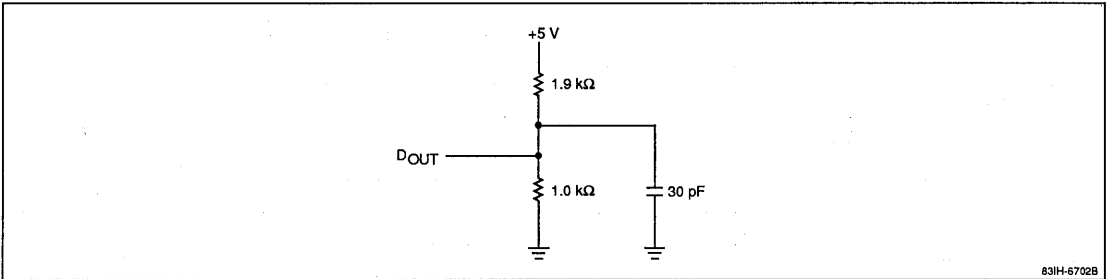 +5 V
1.9 kΩ
DOUT
1.0 kΩ
30 pF
83IH-6702B